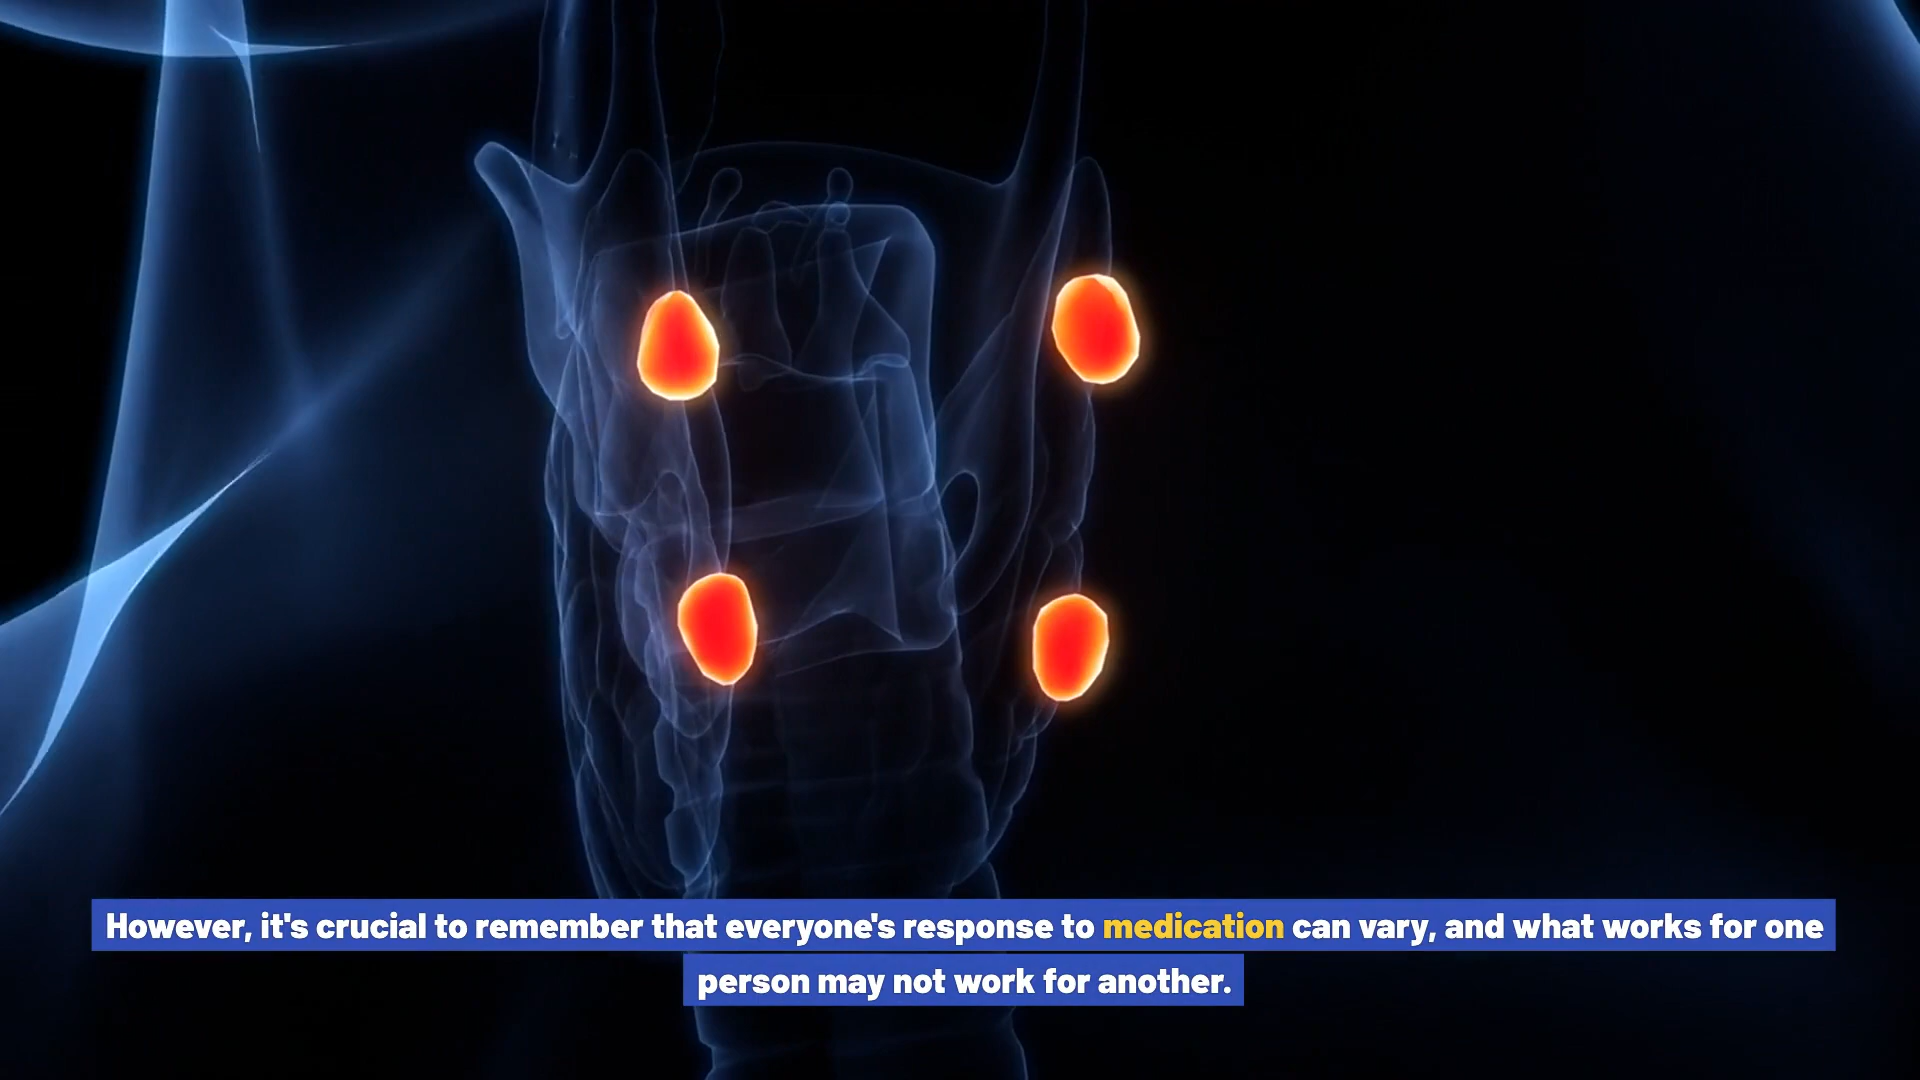 However, it's crucial to remember that everyone's response to medication can vary, and what works for one
person may not work for another.